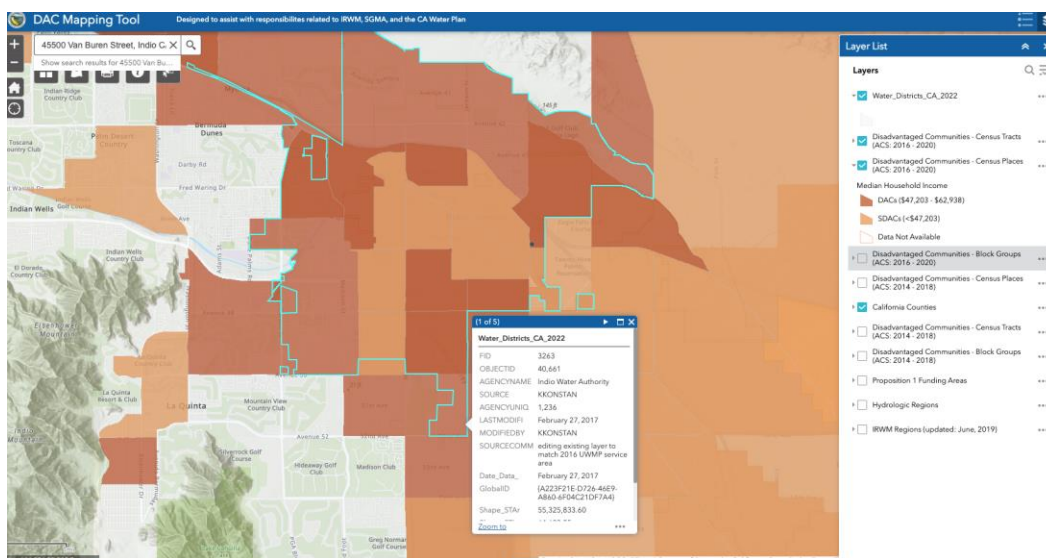 DAC Mapping Tool
Designed to assist with responsibilites related to IRWM, SGMA, and the CA Water Plan
45500 Van Buren Street, Indio C
Show search results for 45500 Van Bu...
Indian Ridge
Country Club
Bermuda
Dunes
Toscana
Country Club
Palm Desert
Country
Darby Rd
Fred Waring Dr
Indian Wells
Golf
346 ft
Indian Wells
Country Club
El Dorado
Country Club
Eisenhower
Mountain
La Quinta
Resort & Club
La Quinta
Mountain View
Country Club
Avenue 52
Silverrock Golf
Course
Hideaway Golf
Club
Madison Club
Greg Norman
Golf Course
(1 of 5)
Water_Districts_CA_2022
FID 3263
OBJECTID 40,661
AGENCYNAME Indio Water Authority
SOURCE KKONSTAN
AGENCYUNIQ 1,236
LASTMODIFI February 27, 2017
MODIFIEDBY KKONSTAN
SOURCECOMM editing existing layer to
match 2016 UWMP service
area
Date_Data_ February 27, 2017
GlobalID {A223F21E-D726-46E9-
A860-6F04C21DF7A4}
Shape_STAr 55,325,833.60
Zoom to
Layer List
Layers
Water_Districts_CA_2022
Disadvantaged Communities - Census Tracts
(ACS: 2016 - 2020)
Disadvantaged Communities - Census Places
(ACS: 2016 - 2020)
Median Household Income
DACs ($47,203 - $62,938)
SDACs (<$47,203)
Data Not Available
Disadvantaged Communities - Block Groups
(ACS: 2016 - 2020)
Disadvantaged Communities - Census Places
(ACS: 2014 - 2018)
California Counties
Disadvantaged Communities - Census Tracts
(ACS: 2014 - 2018)
Disadvantaged Communities - Block Groups
(ACS: 2014 - 2018)
Proposition 1 Funding Areas
Hydrologic Regions
IRWM Regions (updated: June, 2019)